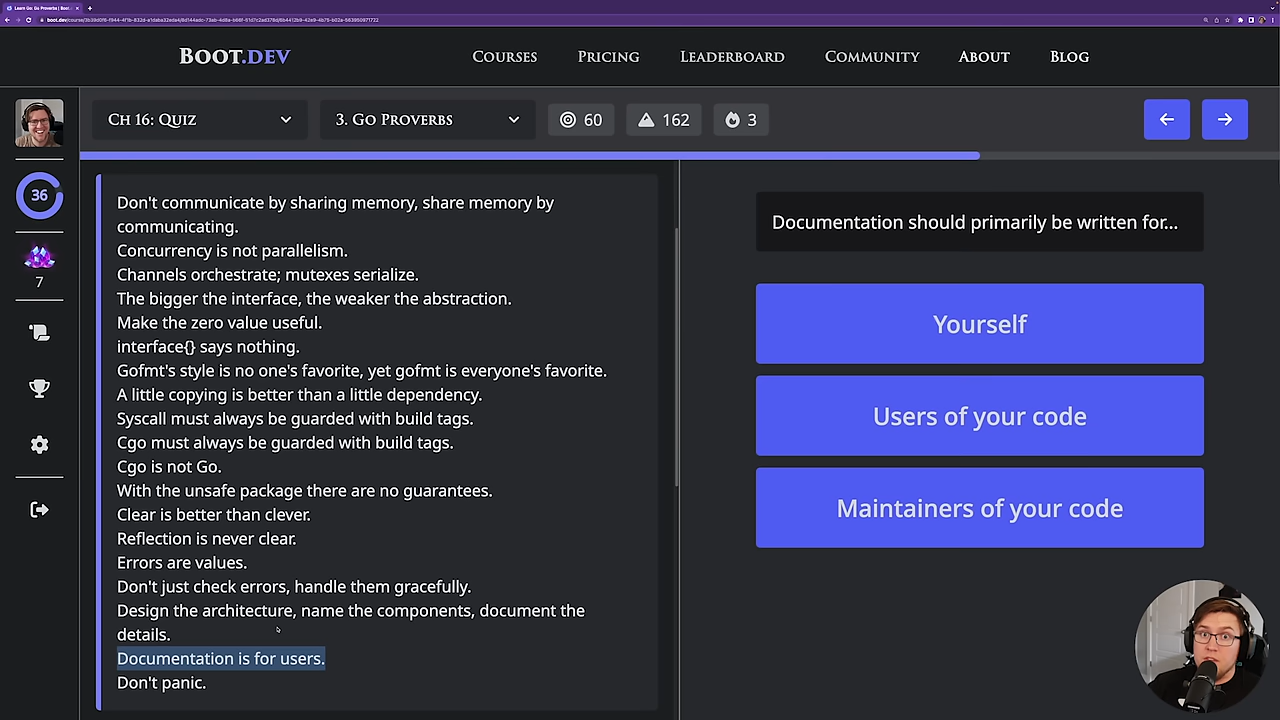 Learn Go: Go Proverbs | Boot.
BOOT.DEV
COURSES
PRICING
LEADERBOARD
COMMUNITY
ABOUT
BLOG
CH 16: QUIZ
3. GO PROVERBS
60
162
3
36
7
Don't communicate by sharing memory, share memory by
communicating.
Concurrency is not parallelism.
Channels orchestrate; mutexes serialize.
The bigger the interface, the weaker the abstraction.
Make the zero value useful.
interface{} says nothing.
Gofmt's style is no one's favorite, yet gofmt is everyone's favorite.
A little copying is better than a little dependency.
Syscall must always be guarded with build tags.
Cgo must always be guarded with build tags.
Cgo is not Go.
With the unsafe package there are no guarantees.
Clear is better than clever.
Reflection is never clear.
Errors are values.
Don't just check errors, handle them gracefully.
Design the architecture, name the components, document the
details.
Documentation is for users.
Don't panic.
Documentation should primarily be written for...
Yourself
Users of your code
Maintainers of your code